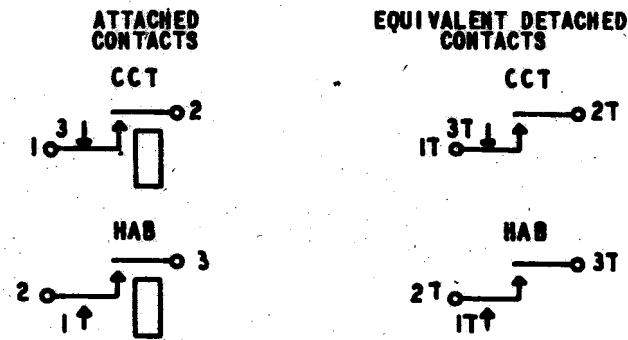 ATTACHED
CONTACTS
EQUIVALENT DETACHED
CONTACTS
CCT
CCT
2
3
1
2T
3T
1T
HAB
HAB
3
2
1
3T
2T
1T